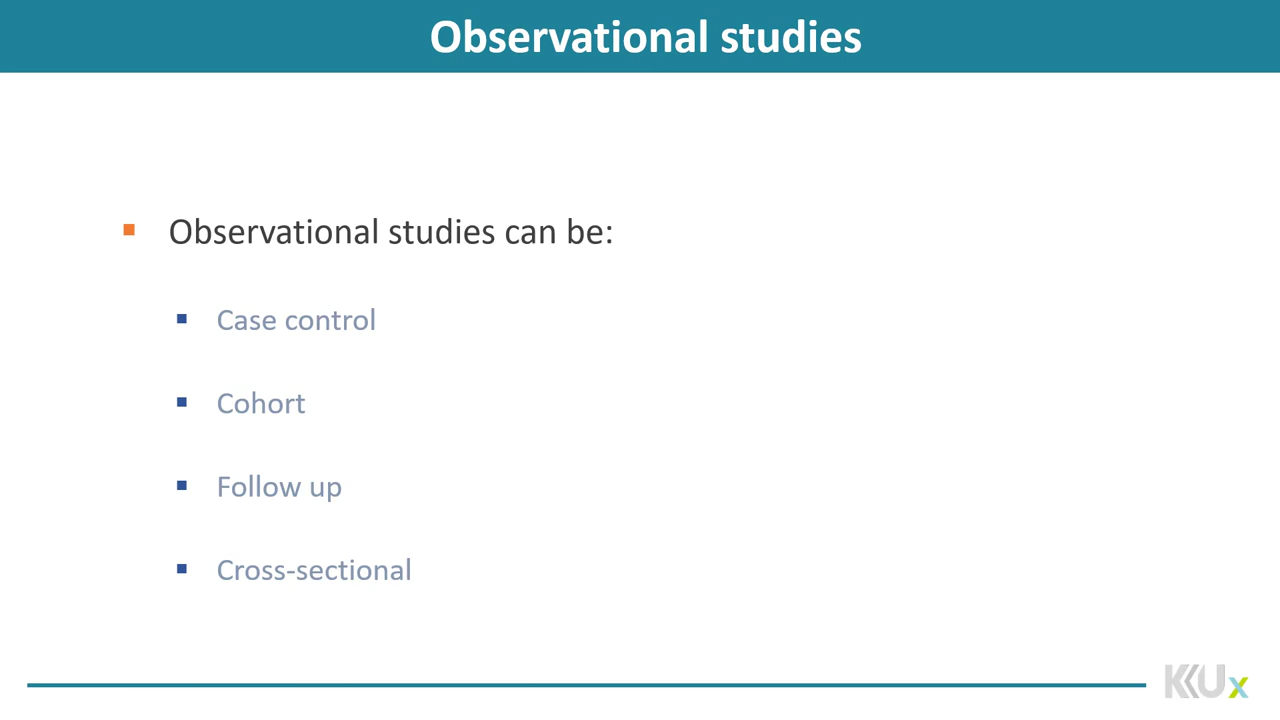 Observational studies
Observational studies can be:
Case control
Cohort
Follow up
Cross-sectional
KKUx